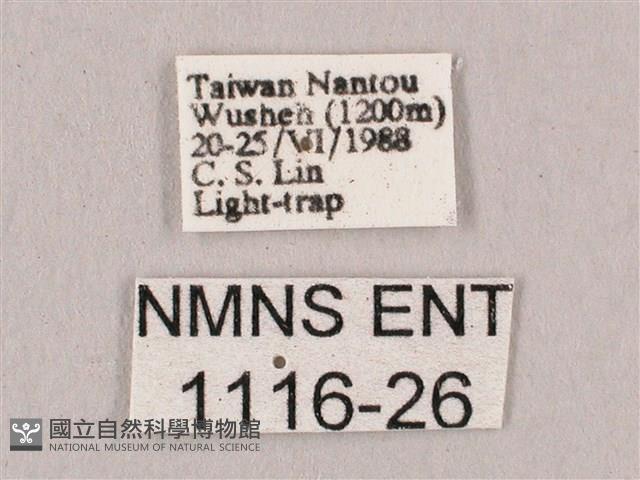 Taiwan Nantou
Wusheh (1200m)
20-25/VI/1988
C. S. Lin
Light-trap
NMNS ENT
1116-26
國立自然科學博物館
NATIONAL MUSEUM OF NATURAL SCIENCE